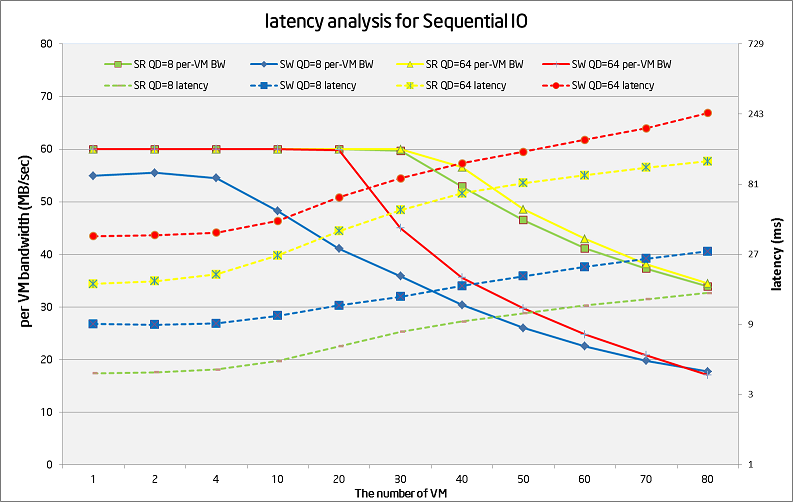 latency analysis for Sequential IO
SR QD=8 per-VM BW
SW QD=8 per-VM BW
SR QD=64 per-VM BW
SW QD=64 per-VM BW
SR QD=8 latency
SW QD=8 latency
SR QD=64 latency
SW QD=64 latency
per VM bandwidth (MB/sec)
80
70
60
50
40
30
20
10
0
729
243
81
27
9
3
1
latency (ms)
1 2 4 10 20 30 40 50 60 70 80
The number of VM